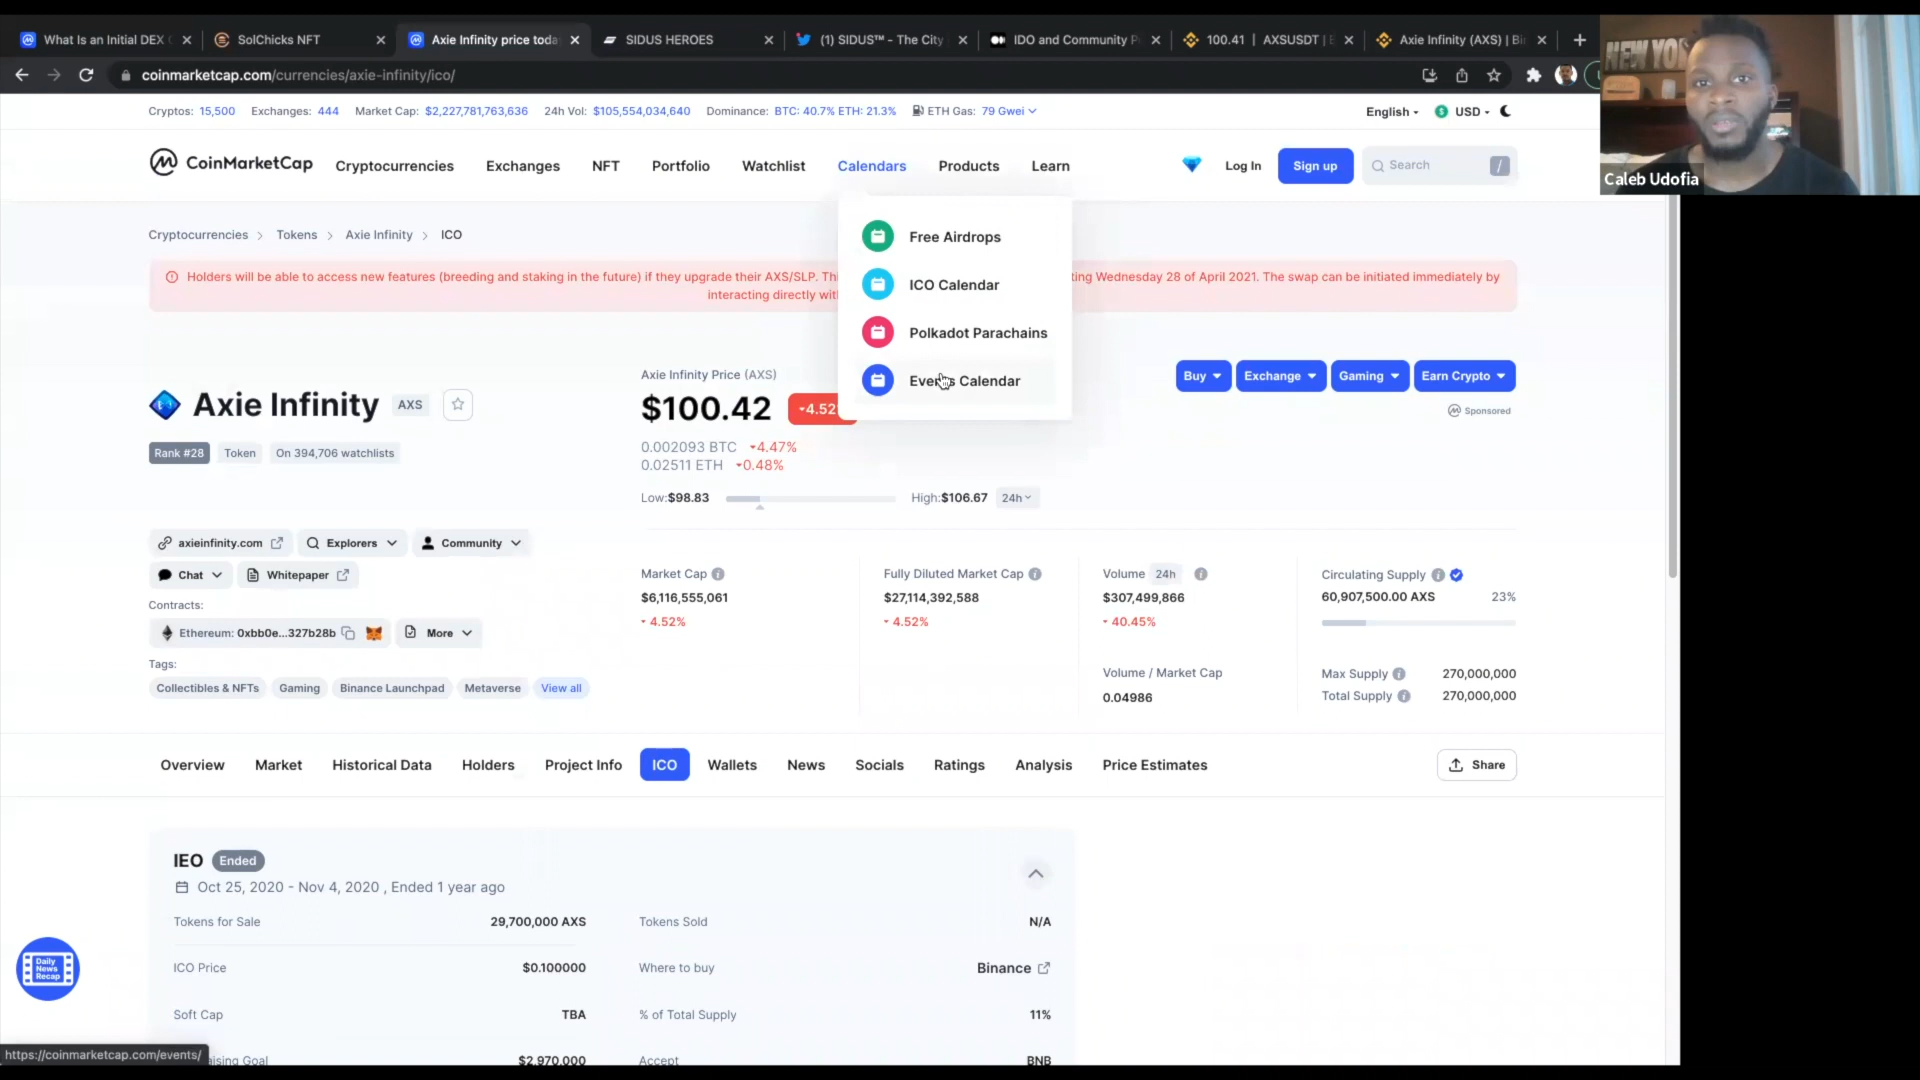 What Is an Initial DEX
SolChicks NFT
Axie Infinity price toda
SIDUS HEROES
(1) SIDUS™ - The City
IDO and Community P
100.41 | AXSUSDT |
Axie Infinity (AXS) | Bi
coinmarketcap.com/currencies/axie-infinity/ico/
NEW YO
Caleb Udofia
Cryptos: 15,500 Exchanges: 444 Market Cap: $2,227,781,763,636 24h Vol: $105,554,034,640 Dominance: BTC: 40.7% ETH: 21.3% ETH Gas: 79 Gwei
English USD
CoinMarketCap Cryptocurrencies Exchanges NFT Portfolio Watchlist Calendars Products Learn Log In Sign up Search /
Free Airdrops
ICO Calendar
Polkadot Parachains
Events Calendar
Cryptocurrencies > Tokens > Axie Infinity > ICO
Holders will be able to access new features (breeding and staking in the future) if they upgrade their AXS/SLP. Thi ting Wednesday 28 of April 2021. The swap can be initiated immediately by
interacting directly wit
Axie Infinity AXS
Rank #28 Token On 394,706 watchlists
Axie Infinity Price (AXS)
$100.42 4.52
0.002093 BTC 4.47%
0.02511 ETH 0.48%
Low:$98.83 High:$106.67 24h
Buy Exchange Gaming Earn Crypto
Sponsored
axieinfinity.com Explorers Community
Chat Whitepaper
Contracts:
Ethereum: 0xbb0e...327b28b More
Tags:
Collectibles & NFTs Gaming Binance Launchpad Metaverse View all
Market Cap
$6,116,555,061
4.52%
Fully Diluted Market Cap
$27,114,392,588
4.52%
Volume 24h
$307,499,866
40.45%
Volume / Market Cap
0.04986
Circulating Supply
60,907,500.00 AXS 23%
Max Supply 270,000,000
Total Supply 270,000,000
Overview Market Historical Data Holders Project Info ICO Wallets News Socials Ratings Analysis Price Estimates Share
IEO Ended
Oct 25, 2020 - Nov 4, 2020 , Ended 1 year ago
Tokens for Sale 29,700,000 AXS Tokens Sold N/A
ICO Price $0.100000 Where to buy Binance
Soft Cap TBA % of Total Supply 11%
aising Goal $2,970,000 Accept BNB
Daily
News
Recap
https://coinmarketcap.com/events/